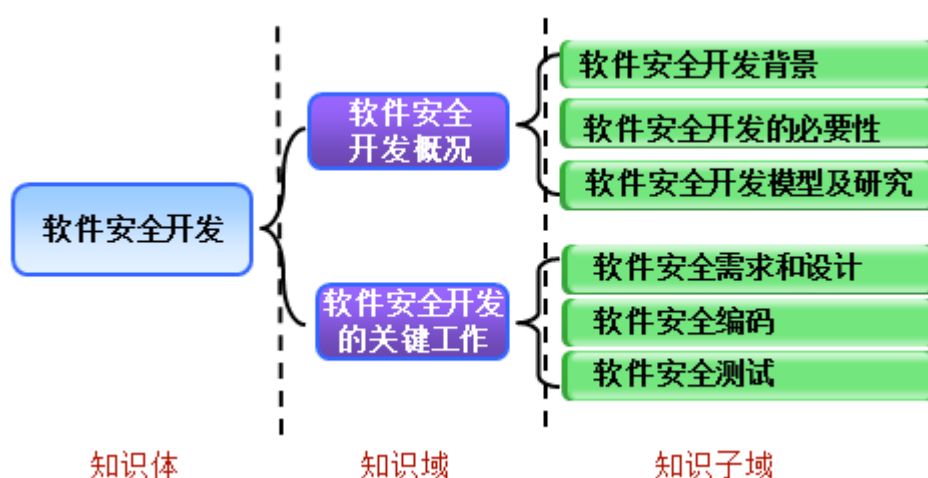 软件安全开发背景
软件安全
开发概况
软件安全开发的必要性
软件安全开发模型及研究
软件安全开发
软件安全需求和设计
软件安全开发
的关键工作
软件安全编码
软件安全测试
知识体
知识域
知识子域